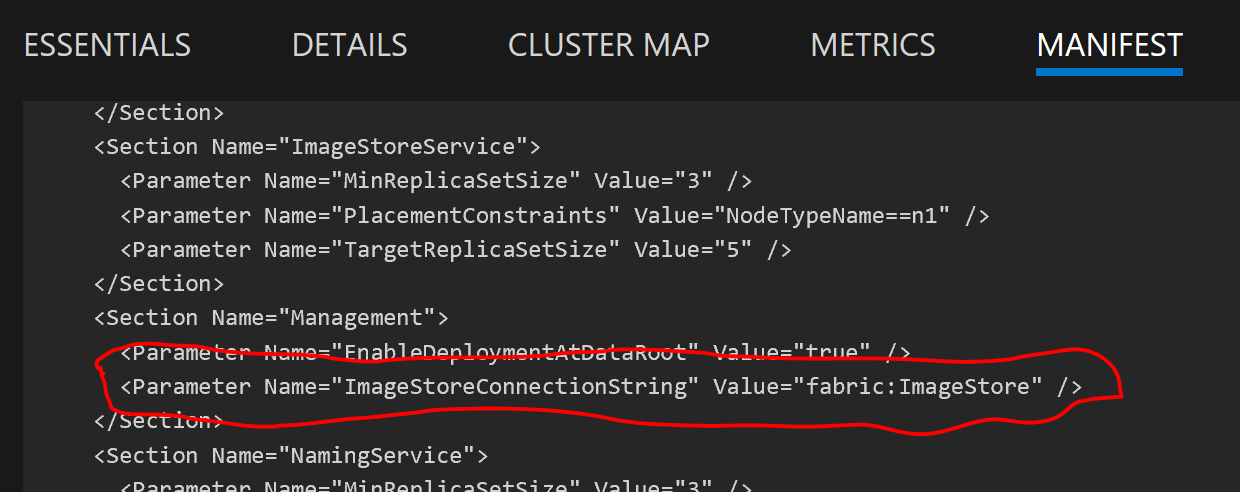 ESSENTIALS DETAILS CLUSTER MAP METRICS MANIFEST
</Section>
<Section Name="ImageStoreService">
<Parameter Name="MinReplicaSetSize" Value="3" />
<Parameter Name="PlacementConstraints" Value="NodeTypeName==n1" />
<Parameter Name="TargetReplicaSetSize" Value="5" />
</Section>
<Section Name="Management">
<Parameter Name="EnableDeploymentAtDataRoot" Value="true" />
<Parameter Name="ImageStoreConnectionString" Value="fabric:ImageStore" />
</Section>
<Section Name="NamingService">
<Parameter Name="MinReplicaSetSize" Value="3" />